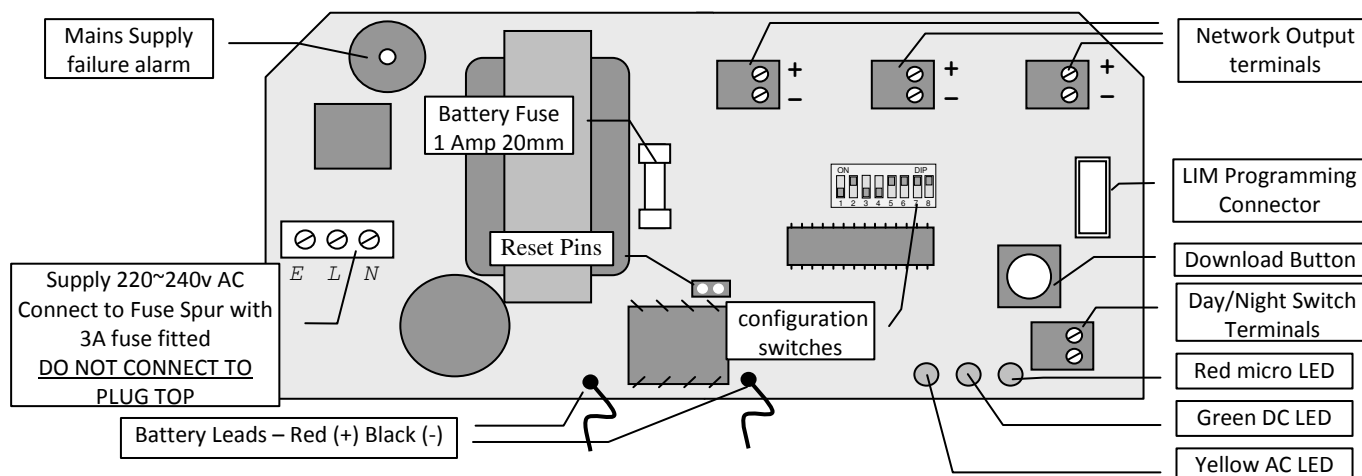 Mains Supply
failure alarm
Battery Fuse
1 Amp 20mm
+
−
+
−
+
−
Network Output
terminals
ON DIP
1 2 3 4 5 6 7 8
LIM Programming
Connector
E L N
Reset Pins
Supply 220~240v AC
Connect to Fuse Spur with
3A fuse fitted
DO NOT CONNECT TO
PLUG TOP
configuration
switches
Download Button
Day/Night Switch
Terminals
Red micro LED
Green DC LED
Yellow AC LED
Battery Leads – Red (+) Black (-)